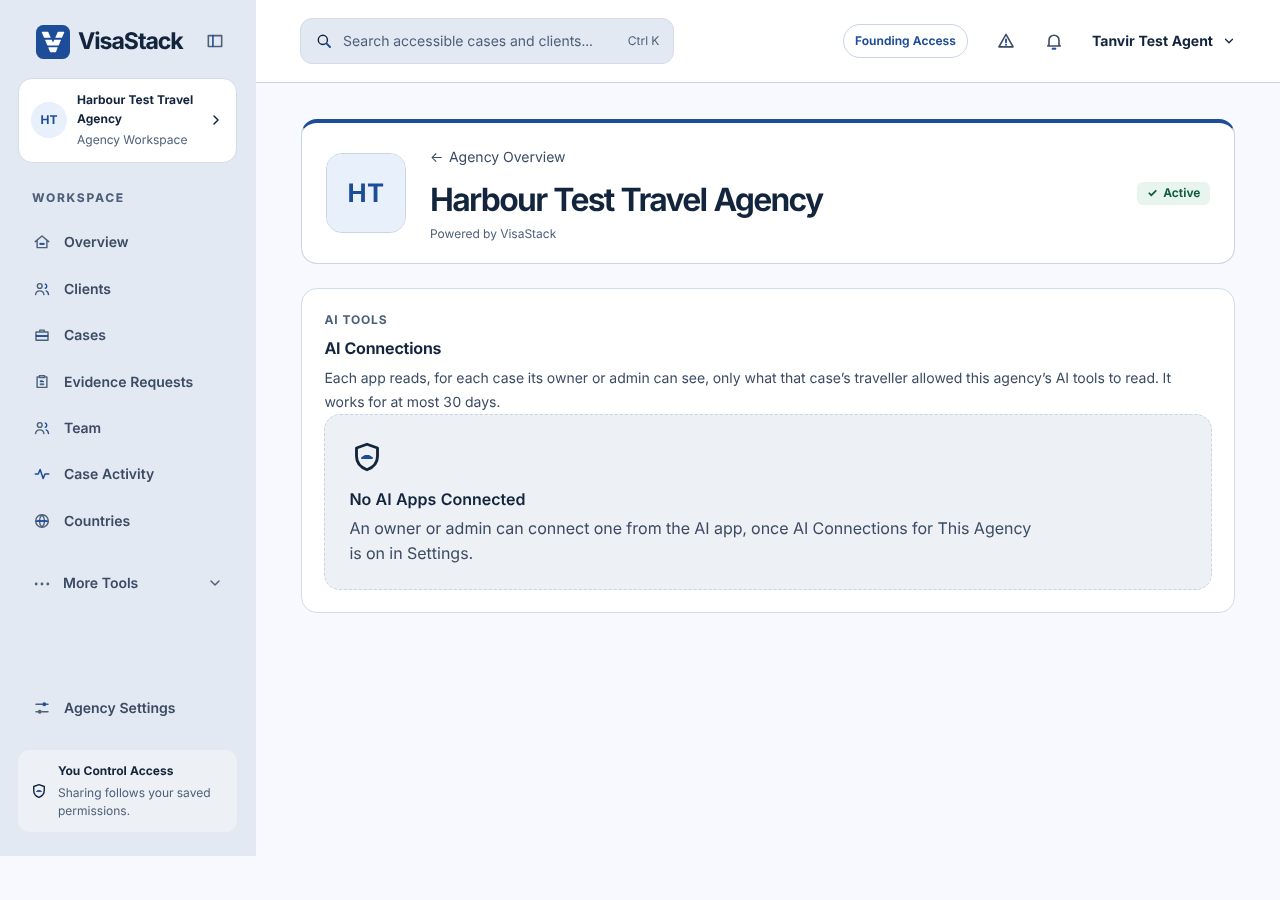 VisaStack
Search accessible cases and clients...
Ctrl K
Founding Access
Tanvir Test Agent
HT
Harbour Test Travel
Agency
Agency Workspace
WORKSPACE
Overview
Clients
Cases
Evidence Requests
Team
Case Activity
Countries
More Tools
Agency Settings
You Control Access
Sharing follows your saved
permissions.
HT
← Agency Overview
Harbour Test Travel Agency
Powered by VisaStack
Active
AI TOOLS
AI Connections
Each app reads, for each case its owner or admin can see, only what that case’s traveller allowed this agency’s AI tools to read. It
works for at most 30 days.
No AI Apps Connected
An owner or admin can connect one from the AI app, once AI Connections for This Agency
is on in Settings.